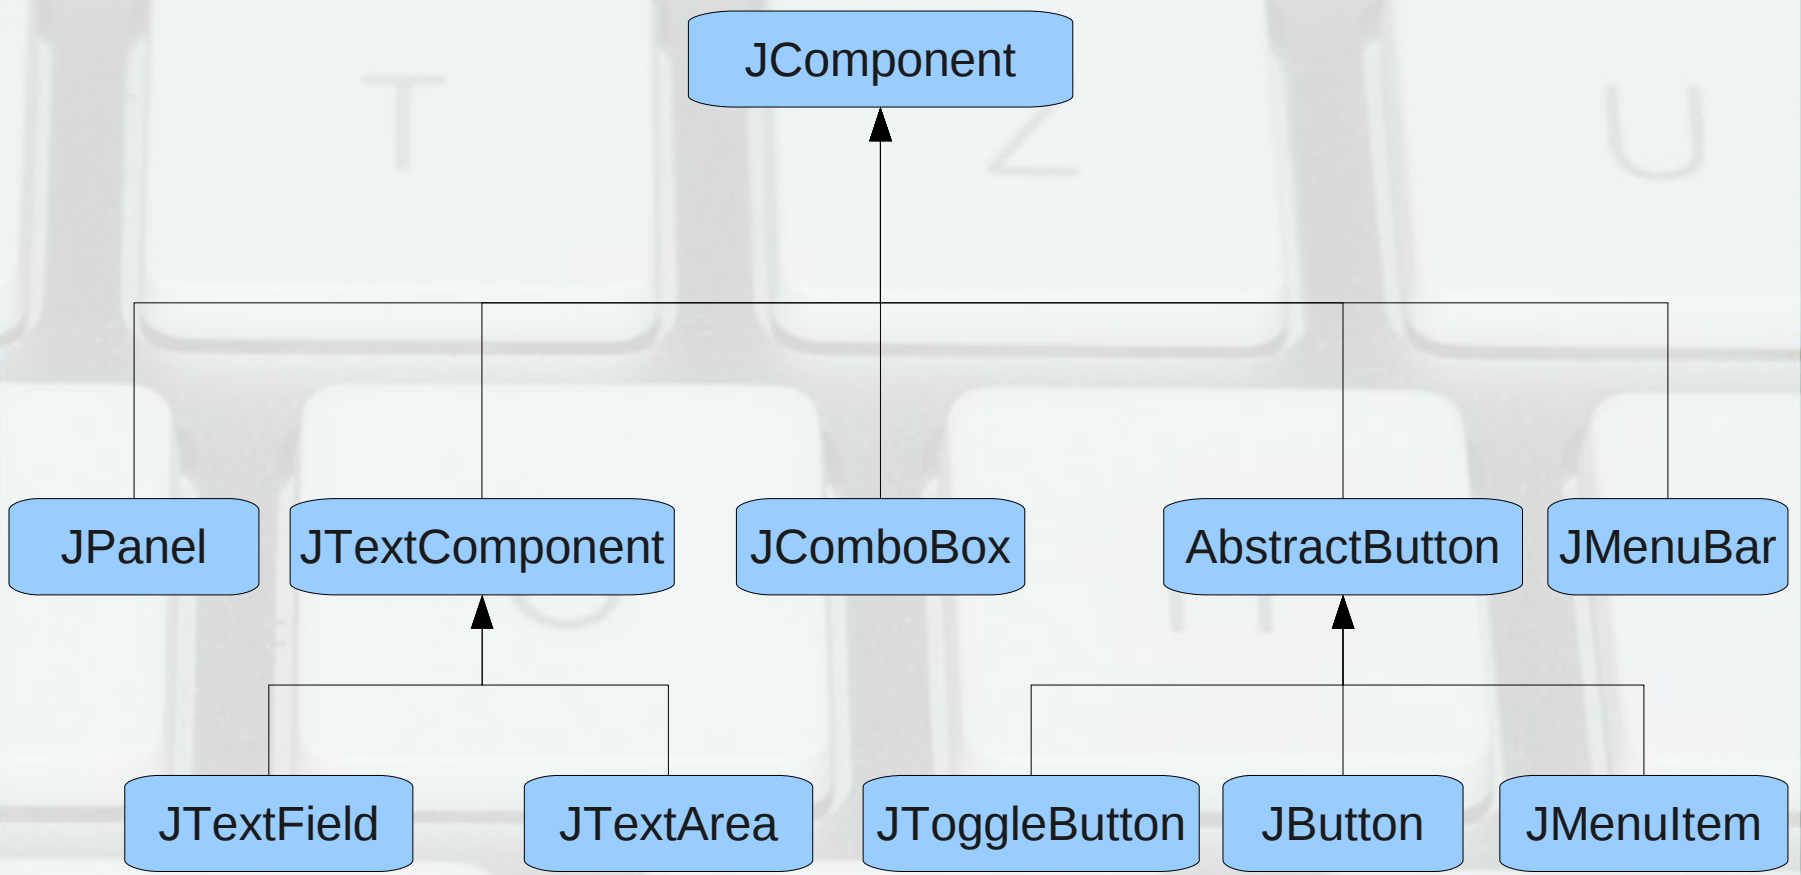 JComponent
JPanel
JTextComponent
JComboBox
AbstractButton
JMenuBar
JTextField
JTextArea
JToggleButton
JButton
JMenuItem
T
Z
U